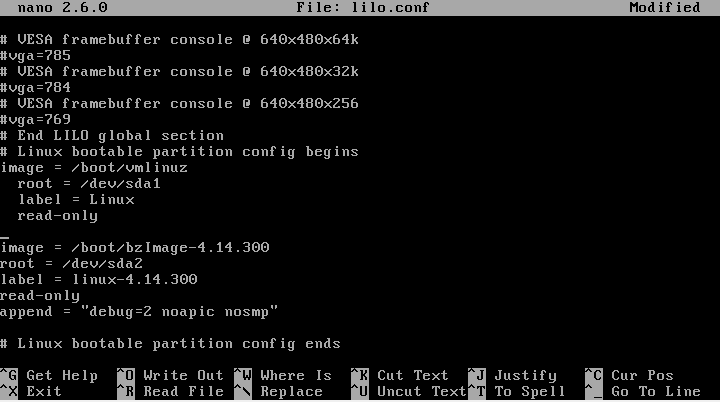 nano 2.6.0 File: lilo.conf Modified
# VESA framebuffer console @ 640x480x64k
#vga=785
# VESA framebuffer console @ 640x480x32k
#vga=784
# VESA framebuffer console @ 640x480x256
#vga=769
# End LILO global section
# Linux bootable partition config begins
image = /boot/vmlinuz
  root = /dev/sda1
  label = Linux
  read-only
image = /boot/bzImage-4.14.300
root = /dev/sda2
label = linux-4.14.300
read-only
append = "debug=2 noapic nosmp"
# Linux bootable partition config ends
^G Get Help ^O Write Out ^W Where Is ^K Cut Text ^J Justify ^C Cur Pos
^X Exit ^R Read File ^\ Replace ^U Uncut Text ^T To Spell ^_ Go To Line